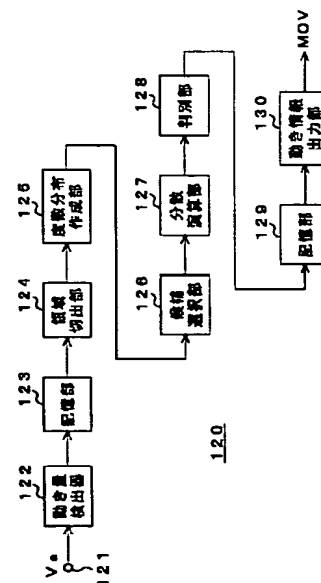 Va
121
122
動き量
検出器
123
記憶部
124
領域
切出部
125
度数分布
作成部
126
候補
選択部
127
分散
演算部
128
判別部
129
記憶部
130
動き情報
出力部
MOV
120